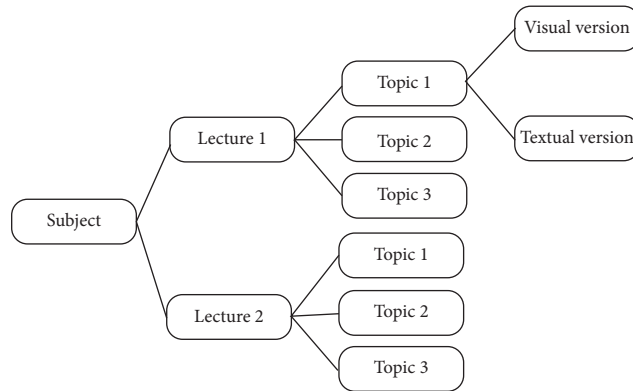 Visual version
Topic 1
Textual version
Lecture 1
Topic 2
Topic 3
Subject
Topic 1
Lecture 2
Topic 2
Topic 3